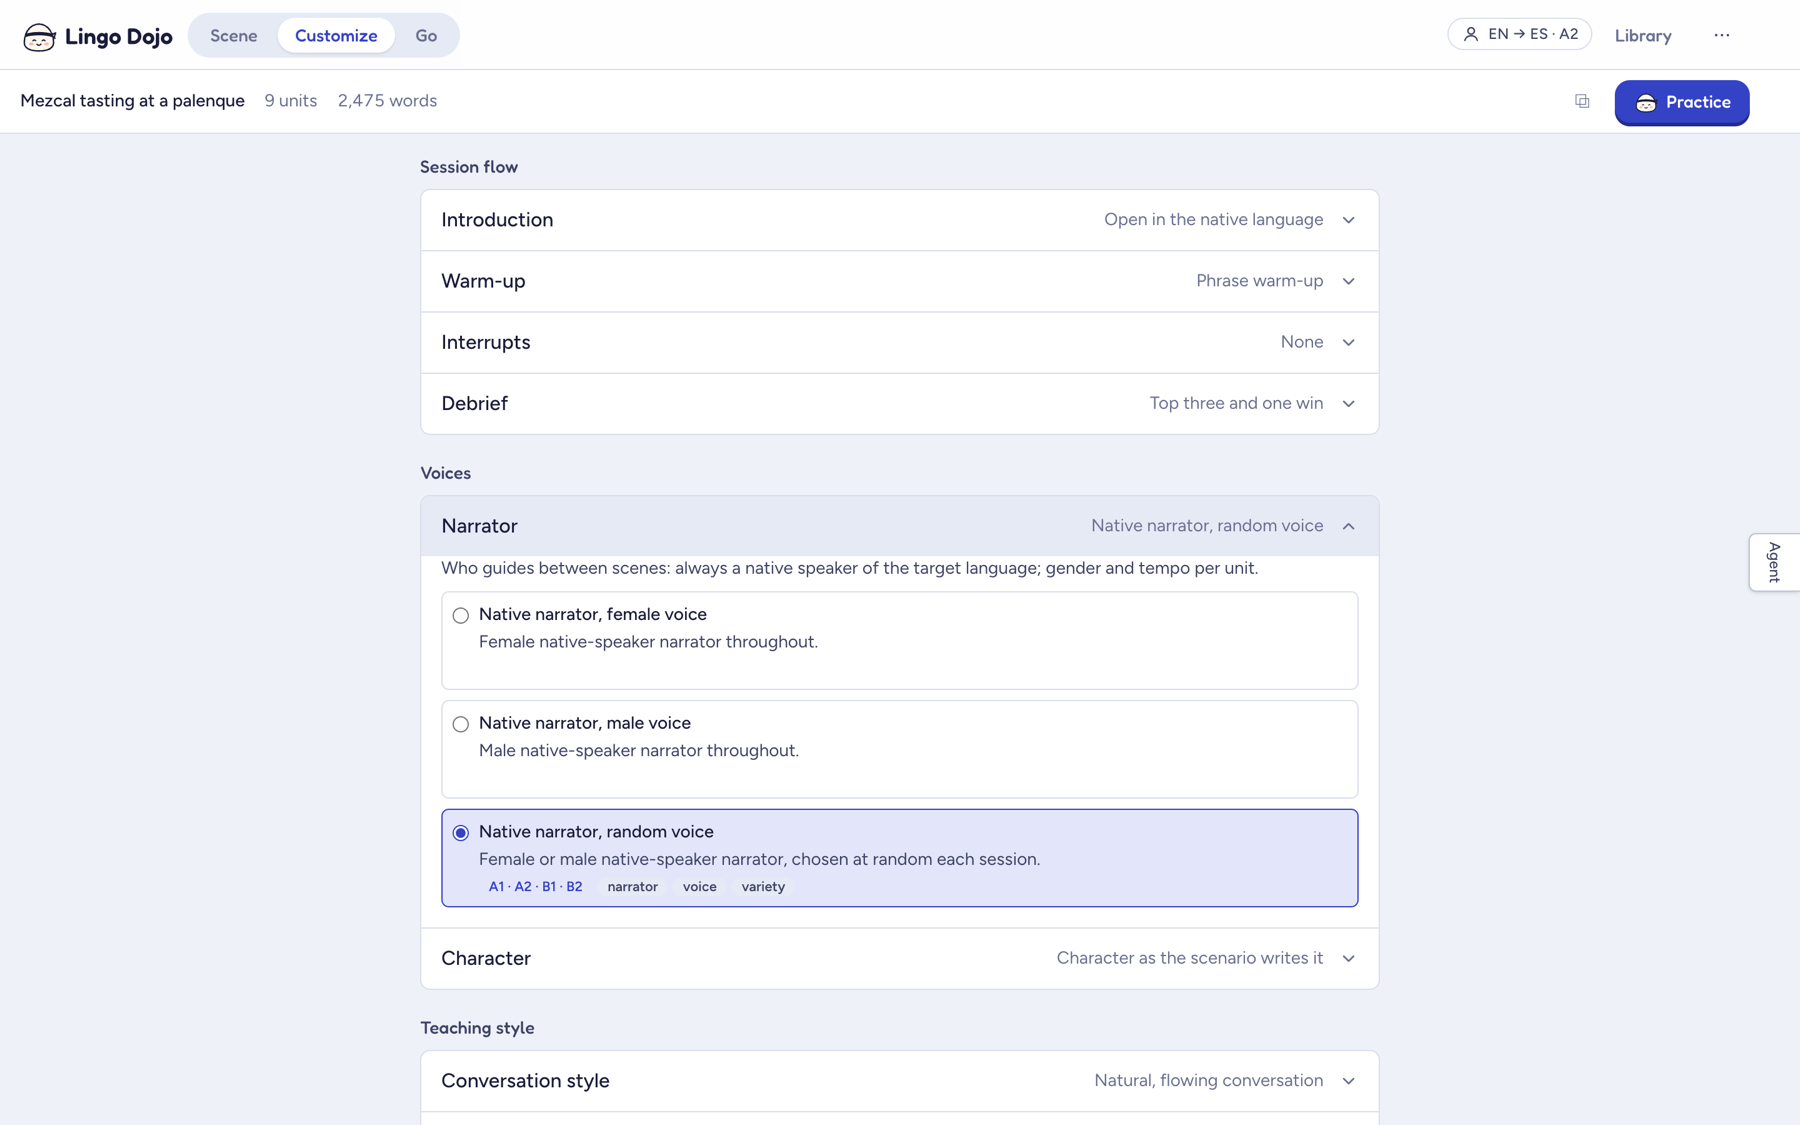 Lingo Dojo
Scene
Customize
Go
EN → ES · A2
Library
···
Mezcal tasting at a palenque
9 units
2,475 words
Practice
Session flow
Introduction
Open in the native language
Warm-up
Phrase warm-up
Interrupts
None
Debrief
Top three and one win
Voices
Narrator
Native narrator, random voice
Who guides between scenes: always a native speaker of the target language; gender and tempo per unit.
Native narrator, female voice
Female native-speaker narrator throughout.
Native narrator, male voice
Male native-speaker narrator throughout.
Native narrator, random voice
Female or male native-speaker narrator, chosen at random each session.
A1 · A2 · B1 · B2
narrator
voice
variety
Character
Character as the scenario writes it
Agent
Teaching style
Conversation style
Natural, flowing conversation